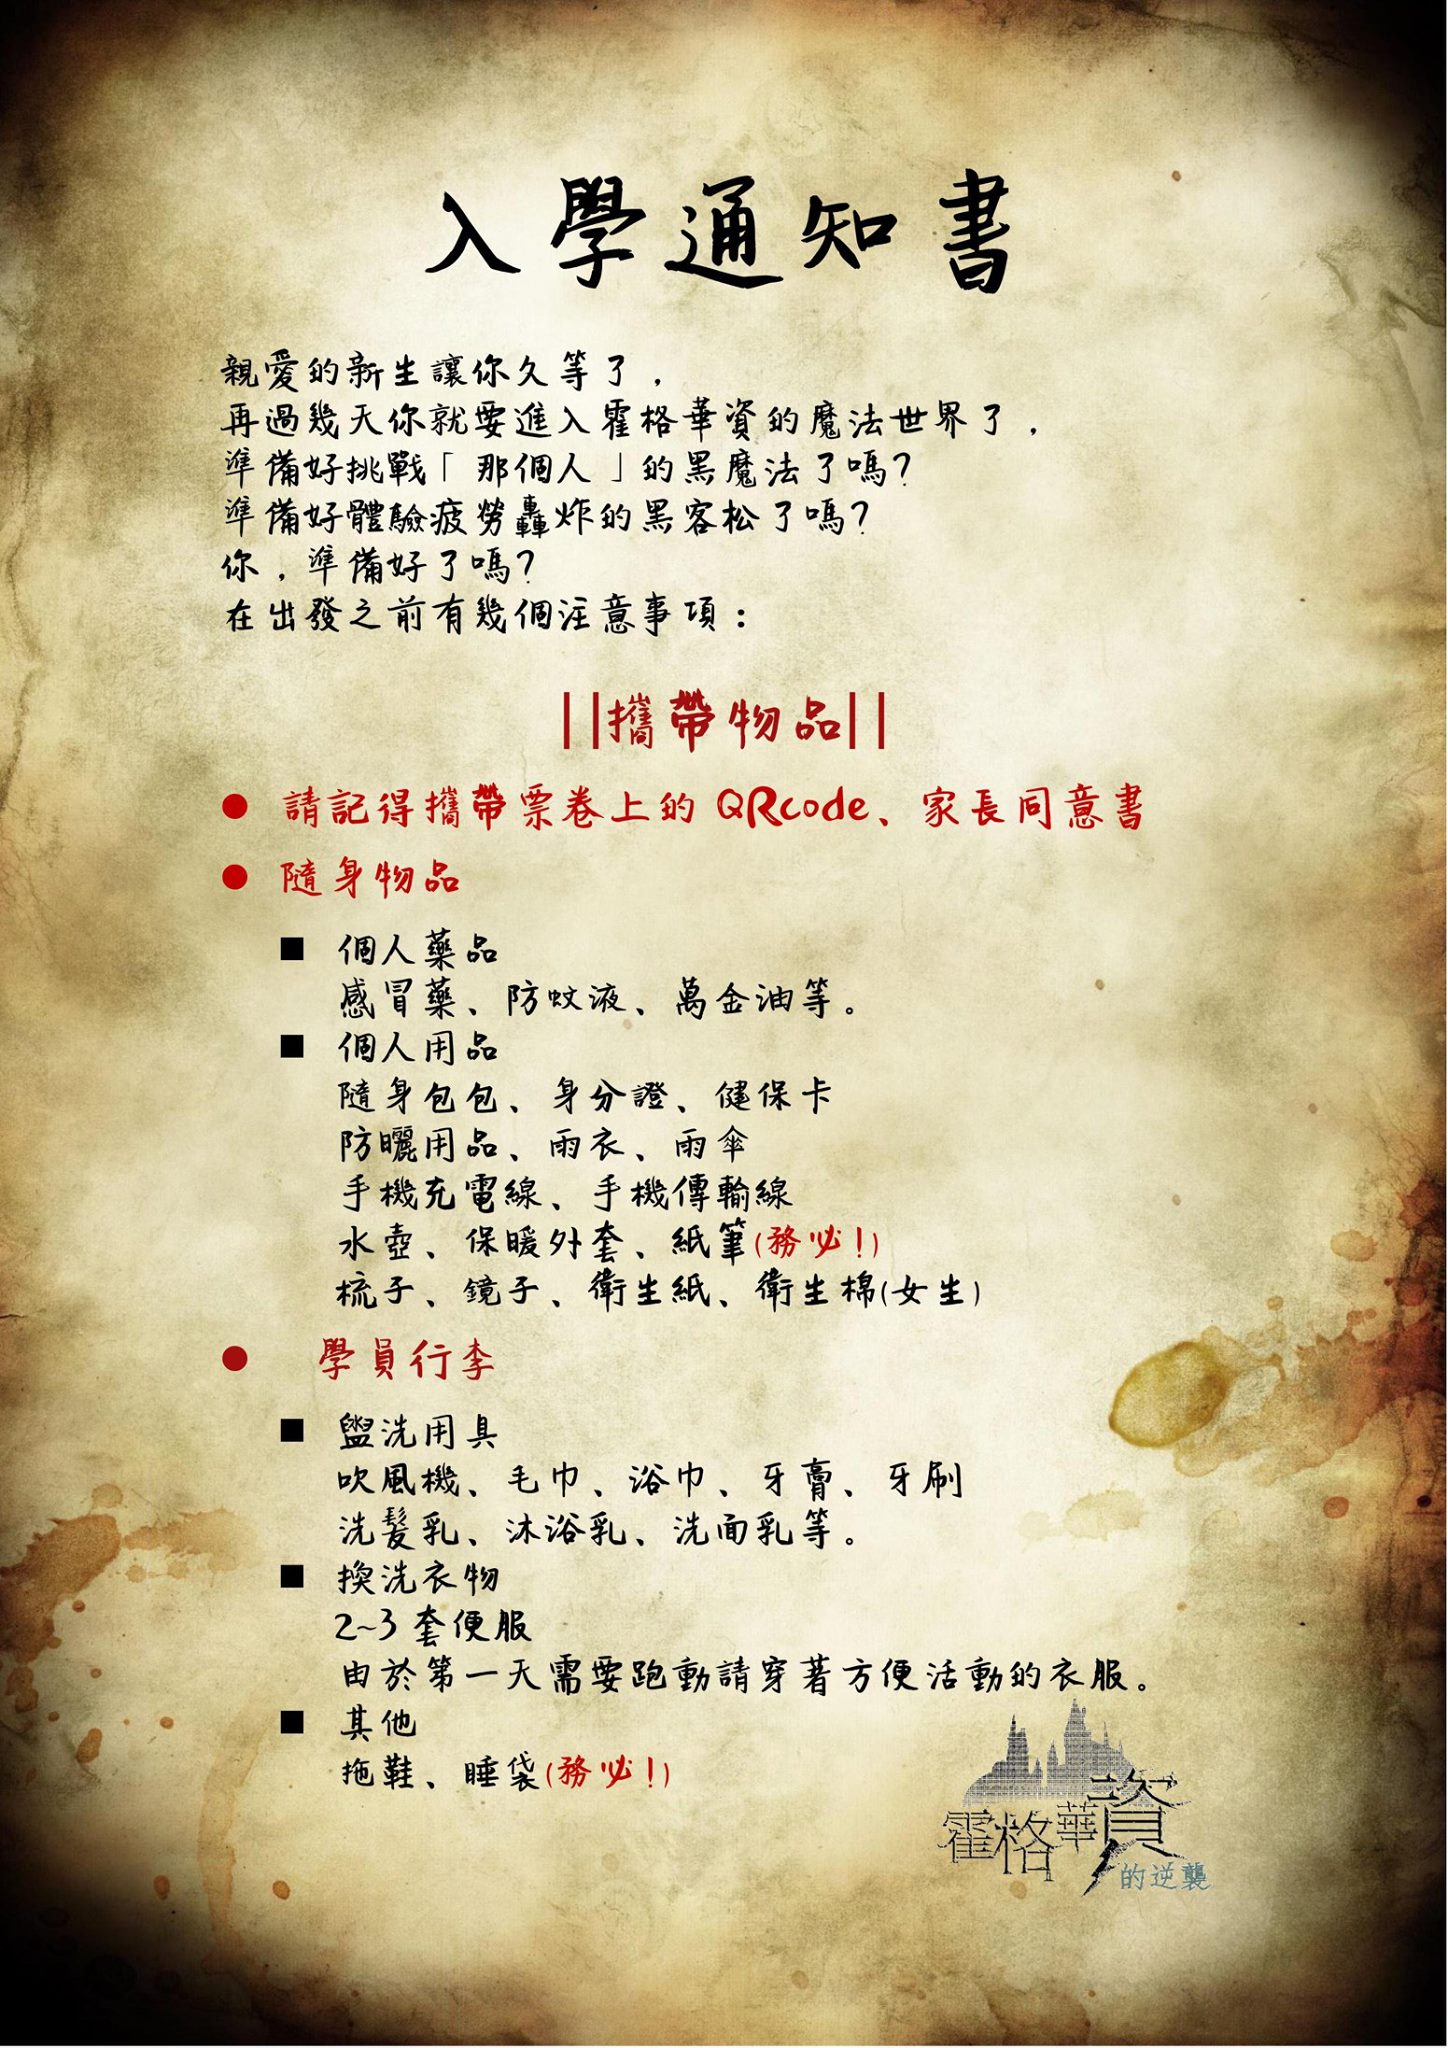 入學通知書
親愛的新生讓你久等了，
再過幾天你就要進入霍格華資的魔法世界了，
準備好挑戰「那個人」的黑魔法了嗎?
準備好體驗疲勞轟炸的黑客松了嗎?
你，準備好了嗎?
在出發之前有幾個注意事項：
||攜帶物品||
● 請記得攜帶票卷上的 QRcode、家長同意書
● 隨身物品
■ 個人藥品
感冒藥、防蚊液、萬金油等。
■ 個人用品
隨身包包、身分證、健保卡
防曬用品、雨衣、雨傘
手機充電線、手機傳輸線
水壺、保暖外套、紙筆(務必!)
梳子、鏡子、衛生紙、衛生棉(女生)
● 學員行李
■ 盥洗用具
吹風機、毛巾、浴巾、牙膏、牙刷
洗髮乳、沐浴乳、洗面乳等。
■ 換洗衣物
2~3 套便服
由於第一天需要跑動請穿著方便活動的衣服。
■ 其他
拖鞋、睡袋(務必!)
霍格華資
的逆襲